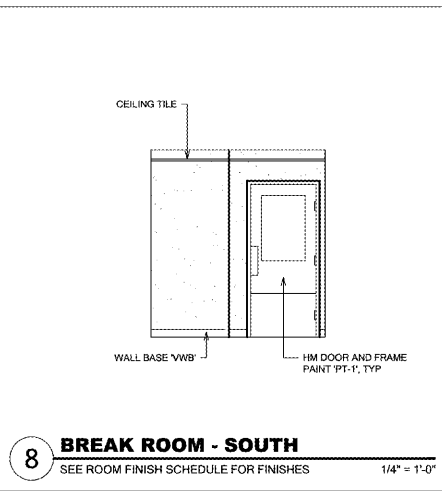 CEILING TILE
WALL BASE 'VWB'
HM DOOR AND FRAME
PAINT 'PT-1', TYP
8
BREAK ROOM - SOUTH
SEE ROOM FINISH SCHEDULE FOR FINISHES
1/4" = 1'-0"